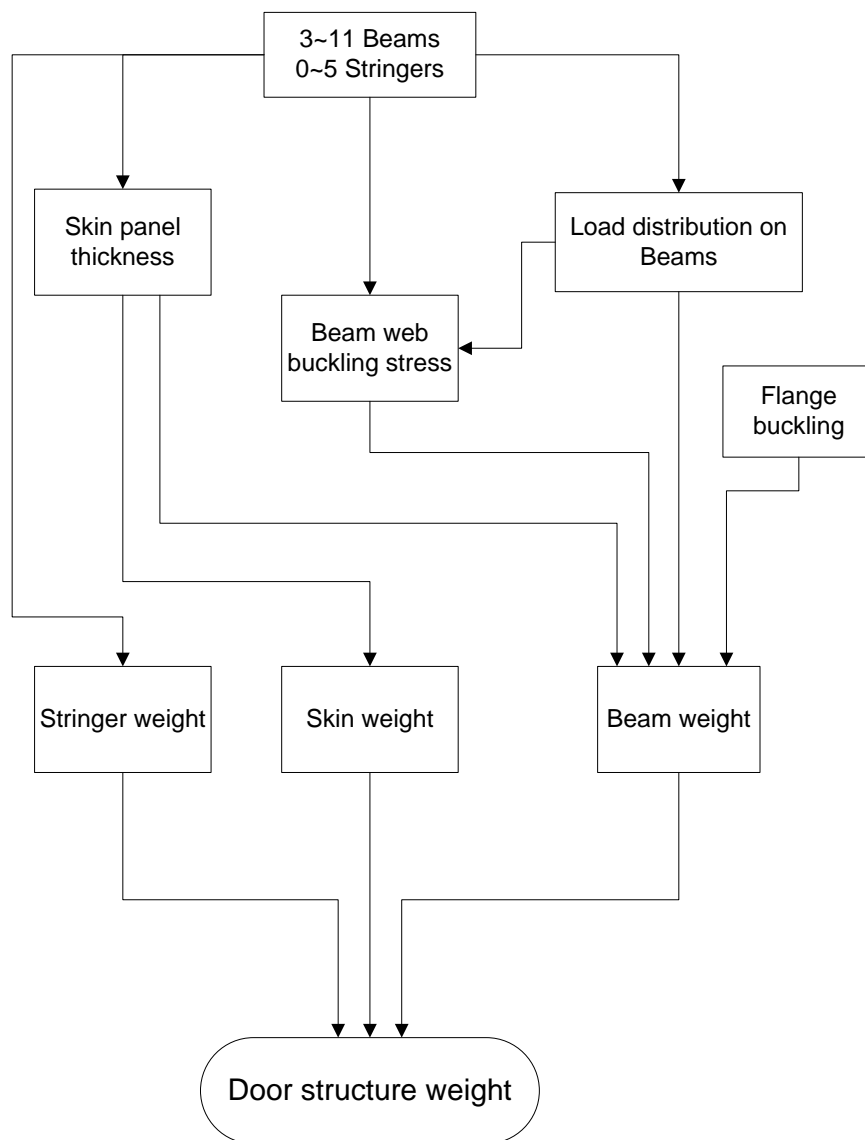 3~11 Beams
0~5 Stringers
Skin panel
thickness
Load distribution on
Beams
Beam web
buckling stress
Flange
buckling
Stringer weight
Skin weight
Beam weight
Door structure weight